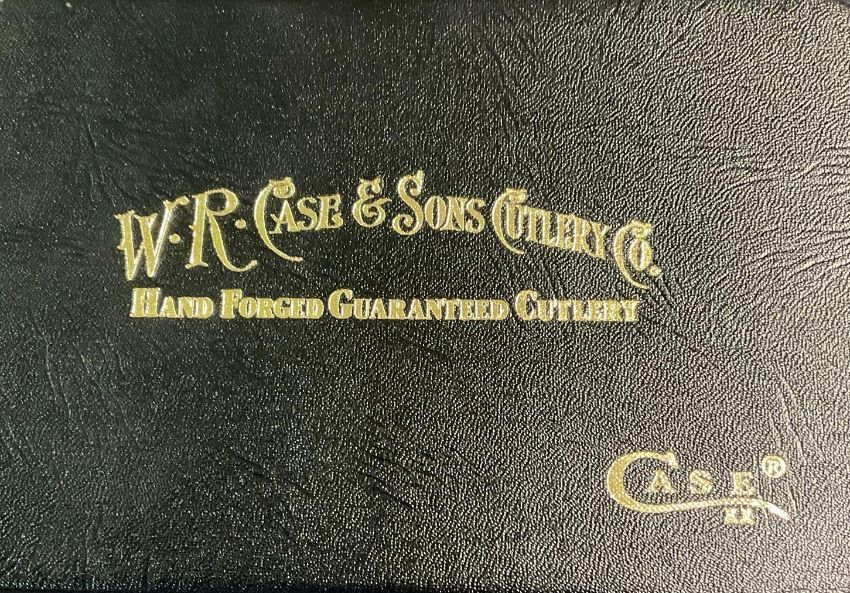 W.R. CASE & SONS CUTLERY CO.
HAND FORGED GUARANTEED CUTLERY
CASE®
XX